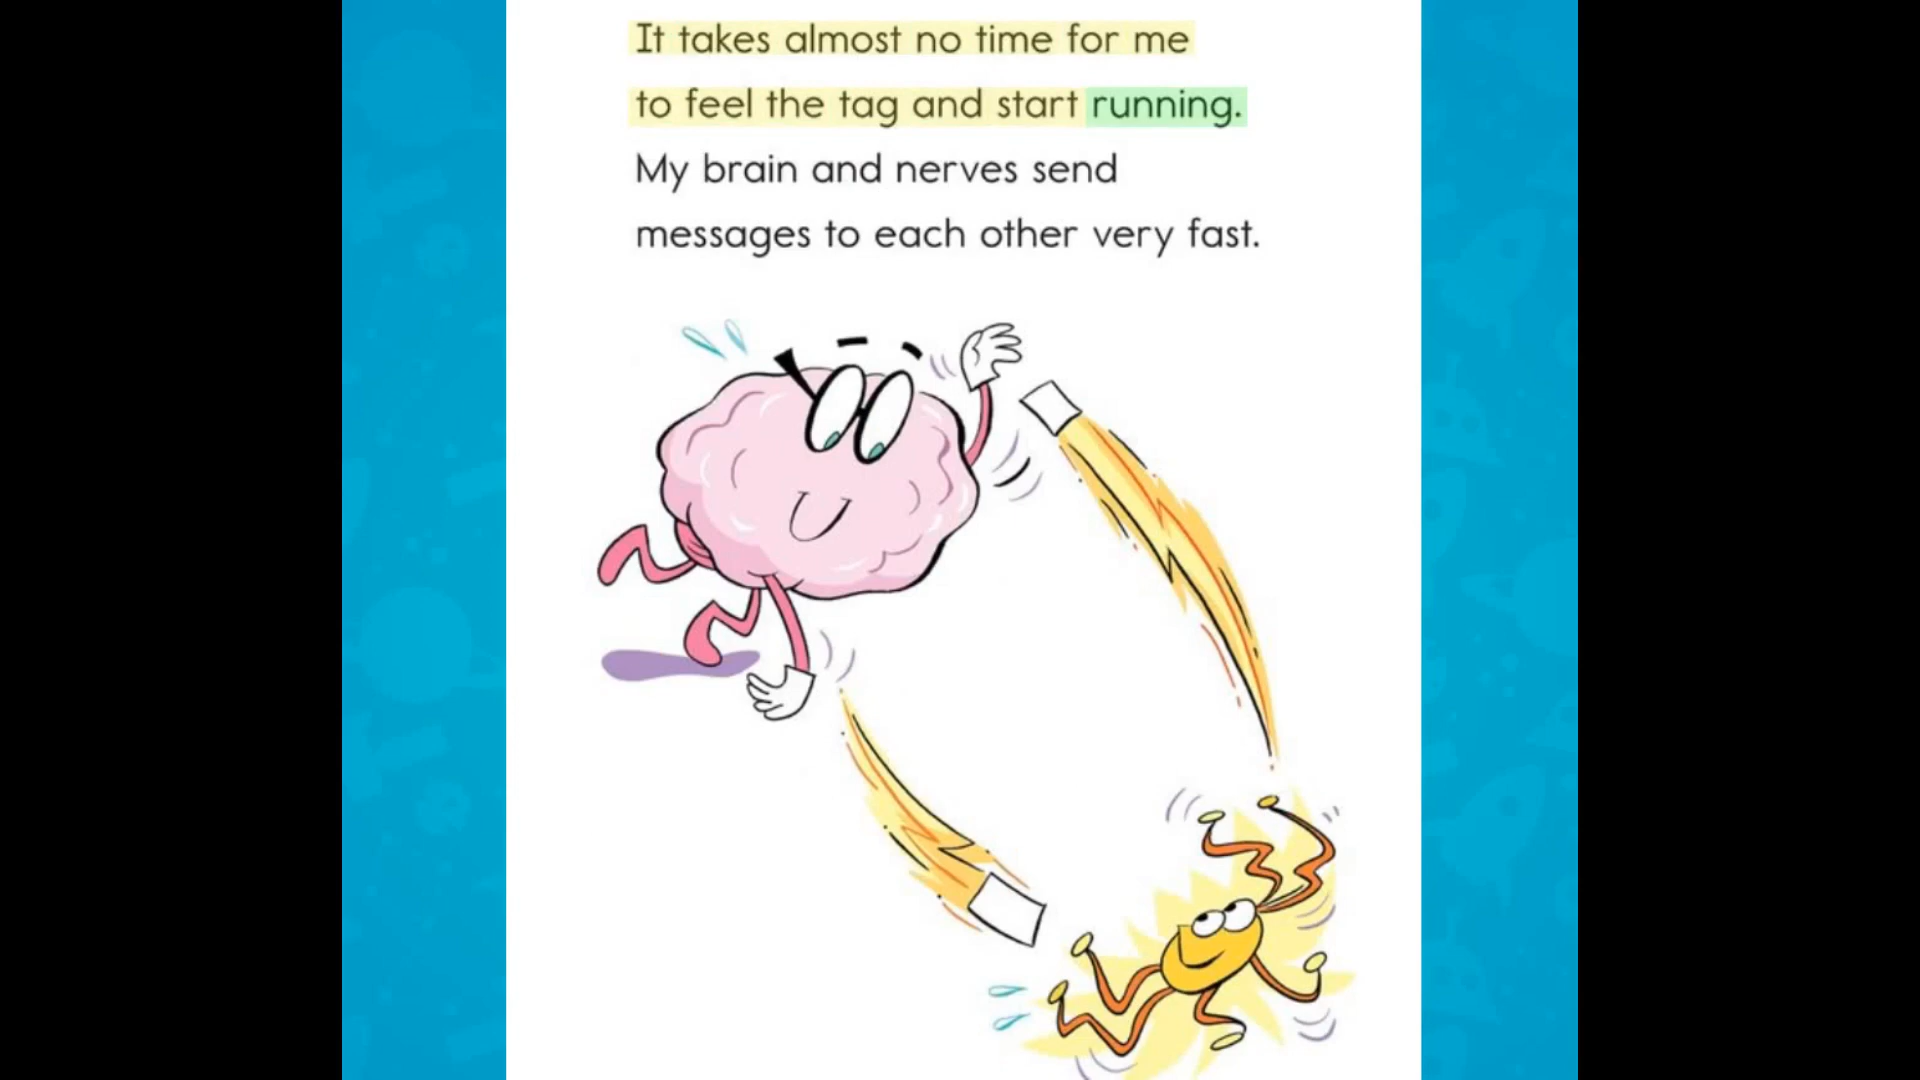 It takes almost no time for me
to feel the tag and start running.
My brain and nerves send
messages to each other very fast.